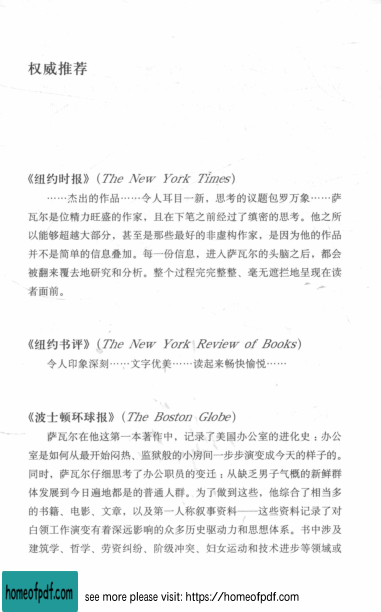 权威推荐
《纽约时报》(The New York Times)
……杰出的作品……令人耳目一新，思考的议题包罗万象……萨
瓦尔是位精力旺盛的作家，且在下笔之前经过了缜密的思考。他之所
以能够超越大部分，甚至是那些最好的非虚构作家，是因为他的作品
并不是简单的信息叠加。每一份信息，进入萨瓦尔的头脑之后，都会
被翻来覆去地研究和分析。整个过程完完整整、毫无遮拦地呈现在读
者面前。
《纽约书评》(The New York Review of Books)
令人印象深刻……文字优美……读起来畅快愉悦……
《波士顿环球报》(The Boston Globe)
萨瓦尔在他这第一本著作中，记录了美国办公室的进化史：办公
室是如何从最开始闷热、监狱般的小房间一步步演变成今天的样子的。
同时，萨瓦尔仔细思考了办公职员的变迁：从缺乏男子气概的新鲜群
体发展到今日遍地都是的普通人群。为了做到这些，他综合了相当多
的书籍、电影、文章，以及第一人称叙事资料——这些资料记录了对
白领工作演变有着深远影响的众多历史驱动力和思想体系。书中涉及
建筑学、哲学、劳资纠纷、阶级冲突、妇女运动和技术进步等领域或
homeofpdf.com
see more please visit: https://homeofpdf.com